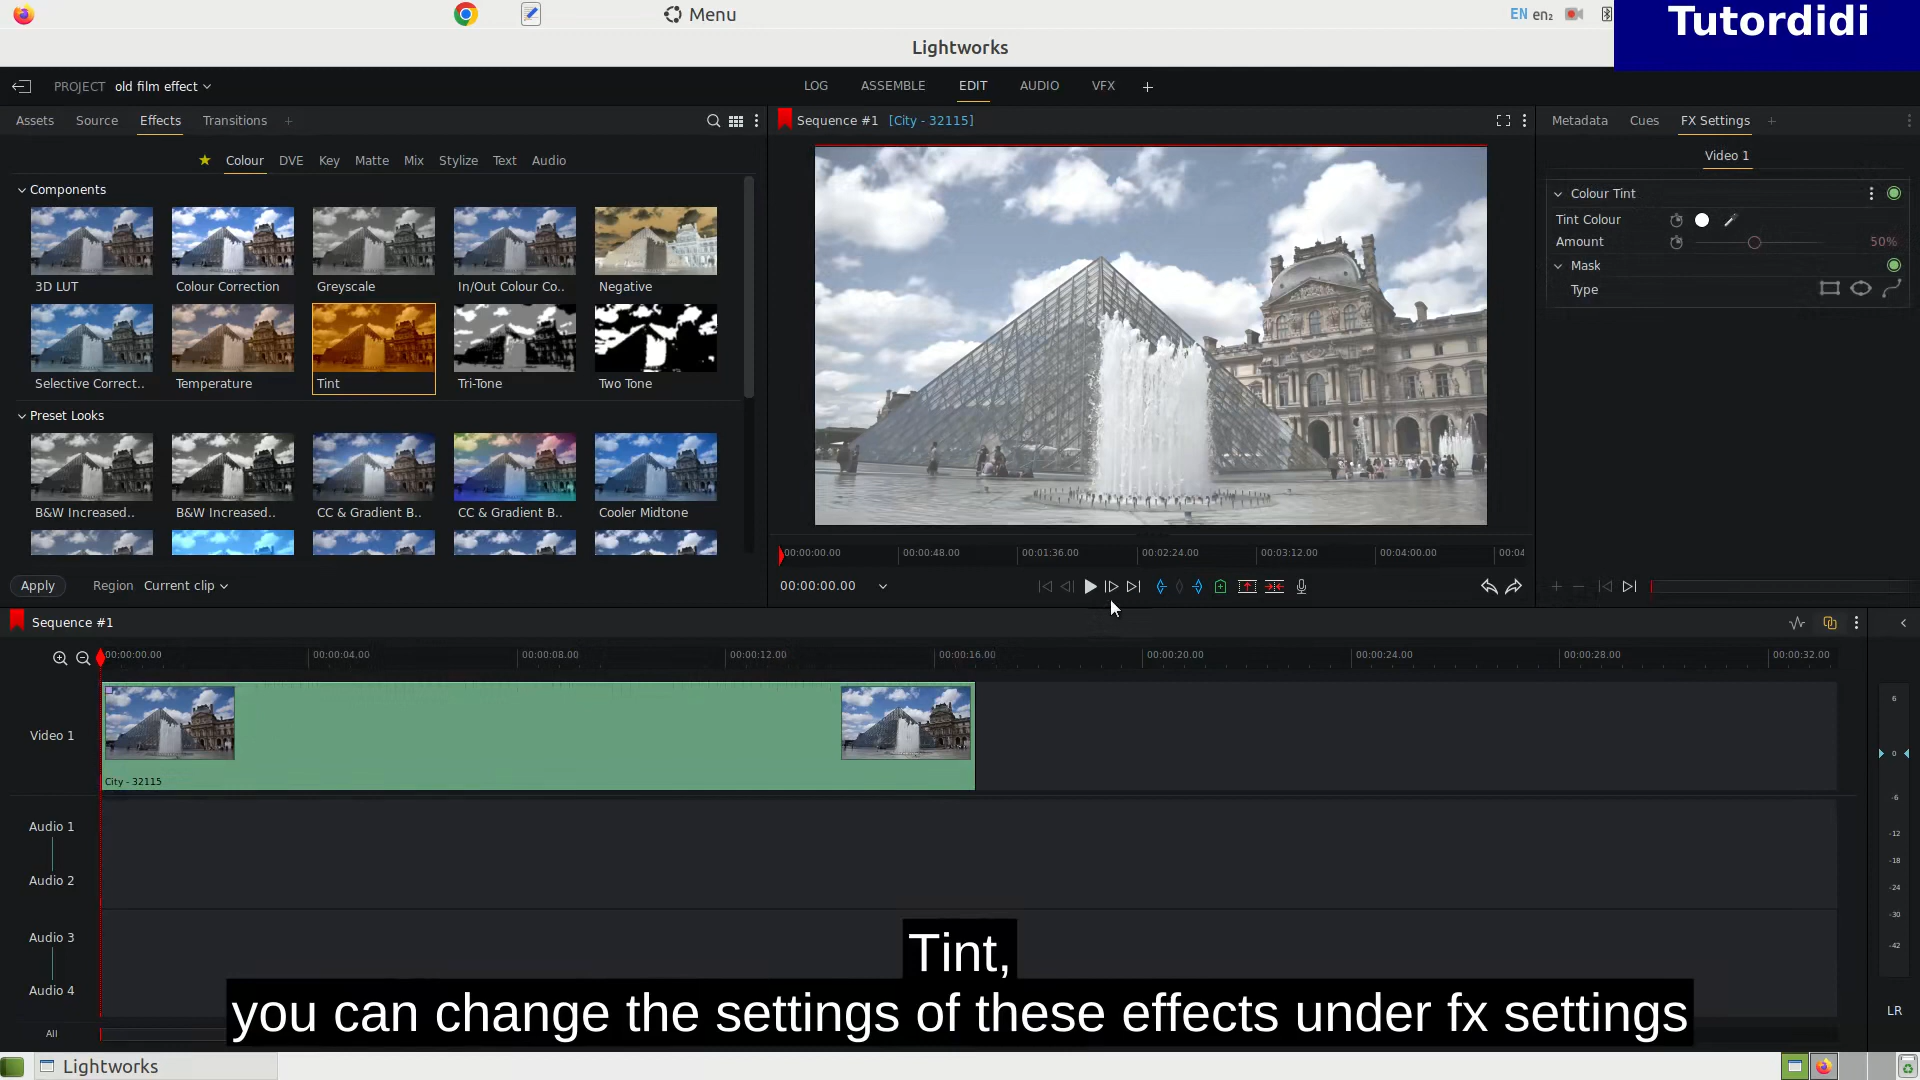 Menu
EN en₂
Tutordidi
Lightworks
PROJECT old film effect
LOG ASSEMBLE EDIT AUDIO VFX +
Assets Source Effects Transitions +
Sequence #1 [City - 32115]
Metadata Cues FX Settings +
Colour DVE Key Matte Mix Stylize Text Audio
Video 1
Components
3D LUT Colour Correction Greyscale In/Out Colour Co.. Negative
Selective Correct.. Temperature Tint Tri-Tone Two Tone
Preset Looks
B&W Increased.. B&W Increased.. CC & Gradient B.. CC & Gradient B.. Cooler Midtone
Colour Tint
Tint Colour
Amount 50%
Mask
Type
00:00:00.00 00:00:48.00 00:01:36.00 00:02:24.00 00:03:12.00 00:04:00.00 00:04
Apply Region Current clip
00:00:00.00
Sequence #1
00:00:00.00 00:00:04.00 00:00:08.00 00:00:12.00 00:00:16.00 00:00:20.00 00:00:24.00 00:00:28.00 00:00:32.00
Video 1
City - 32115
Audio 1
Audio 2
Audio 3
Audio 4
All
6
0
-6
-12
-18
-24
-30
-42
LR
Tint,
you can change the settings of these effects under fx settings
Lightworks